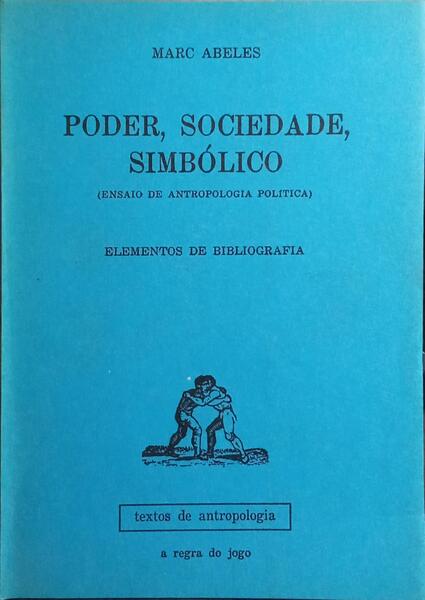 MARC ABELES
PODER, SOCIEDADE,
SIMBÓLICO
(ENSAIO DE ANTROPOLOGIA POLITICA)
ELEMENTOS DE BIBLIOGRAFIA
textos de antropologia
a regra do jogo